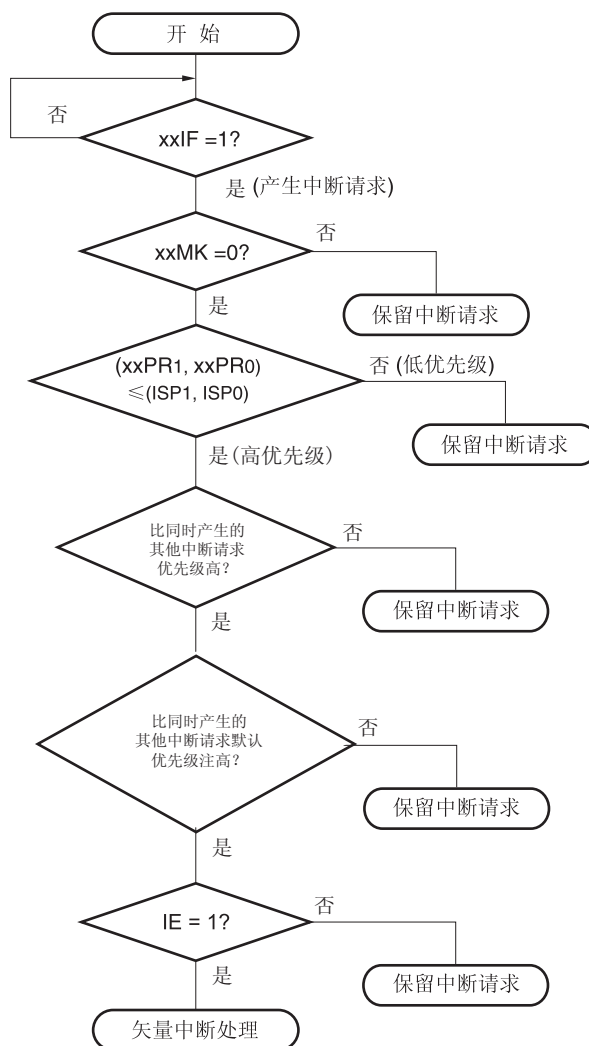 开 始
否
xxIF =1?
是 (产生中断请求)
xxMK =0?
否
是
保留中断请求
(xxPR1, xxPR0)
≤(ISP1, ISP0)
否 (低优先级)
保留中断请求
是(高优先级)
比同时产生的
其他中断请求
优先级高?
否
保留中断请求
是
比同时产生的
其他中断请求默认
优先级注高?
否
保留中断请求
是
IE = 1?
否
保留中断请求
是
矢量中断处理